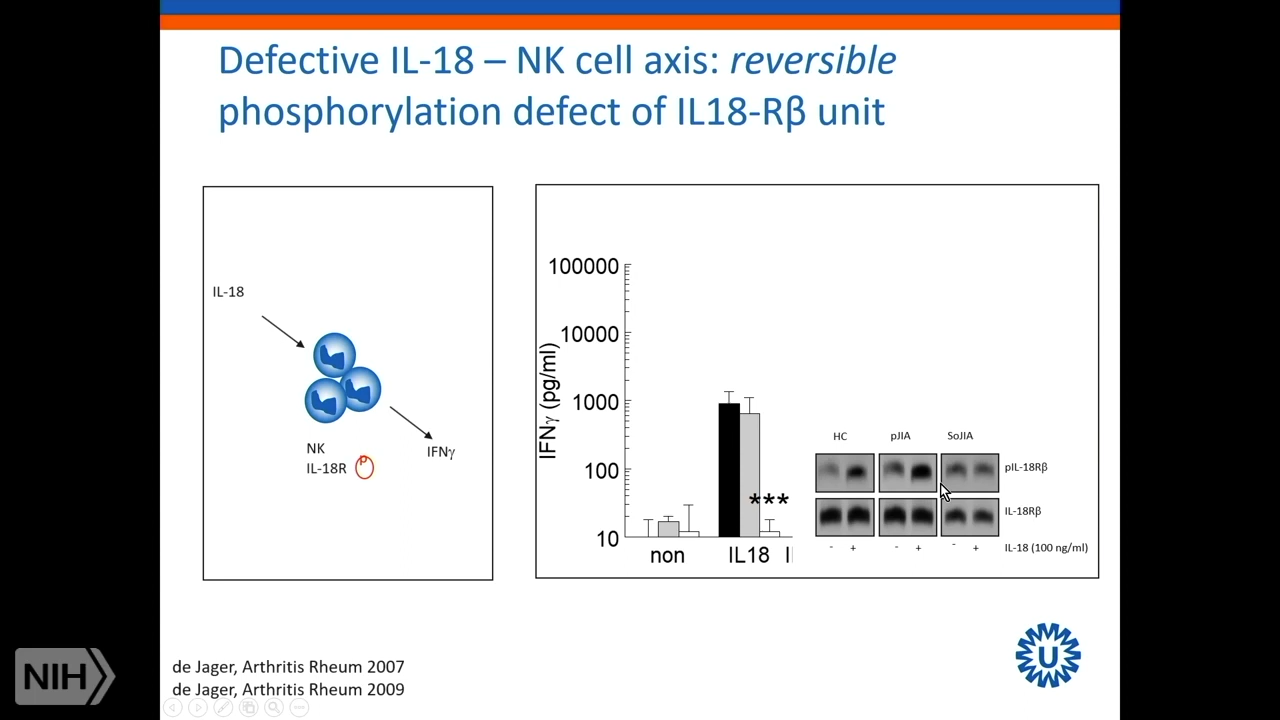 Defective IL-18 – NK cell axis: reversible
phosphorylation defect of IL18-Rβ unit
IL-18
NK
IL-18R
p
IFNγ
IFNγ (pg/ml)
100000
10000
1000
100
10
***
non
IL18
HC
pJIA
SoJIA
pIL-18Rβ
IL-18Rβ
- + - + - + IL-18 (100 ng/ml)
de Jager, Arthritis Rheum 2007
de Jager, Arthritis Rheum 2009
NIH
U